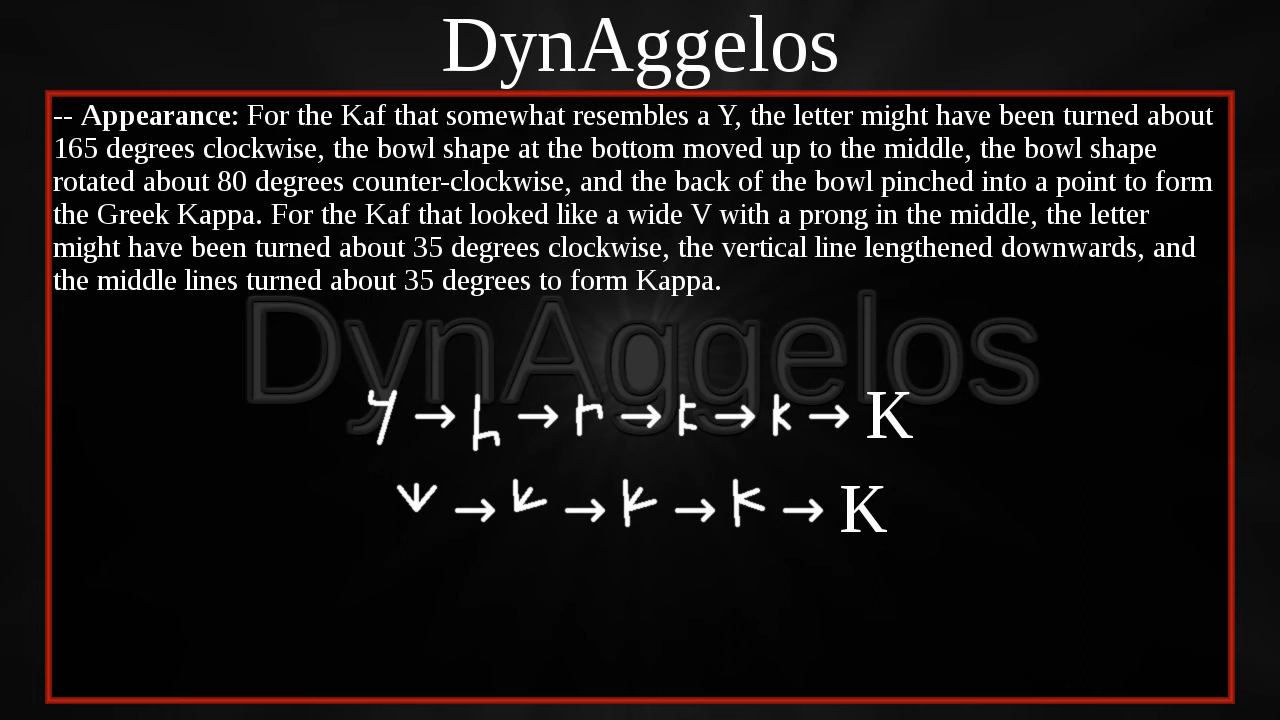 DynAggelos
-- Appearance: For the Kaf that somewhat resembles a Y, the letter might have been turned about
165 degrees clockwise, the bowl shape at the bottom moved up to the middle, the bowl shape
rotated about 80 degrees counter-clockwise, and the back of the bowl pinched into a point to form
the Greek Kappa. For the Kaf that looked like a wide V with a prong in the middle, the letter
might have been turned about 35 degrees clockwise, the vertical line lengthened downwards, and
the middle lines turned about 35 degrees to form Kappa.
DynAggelos
→ → → → → K
→ → → → K